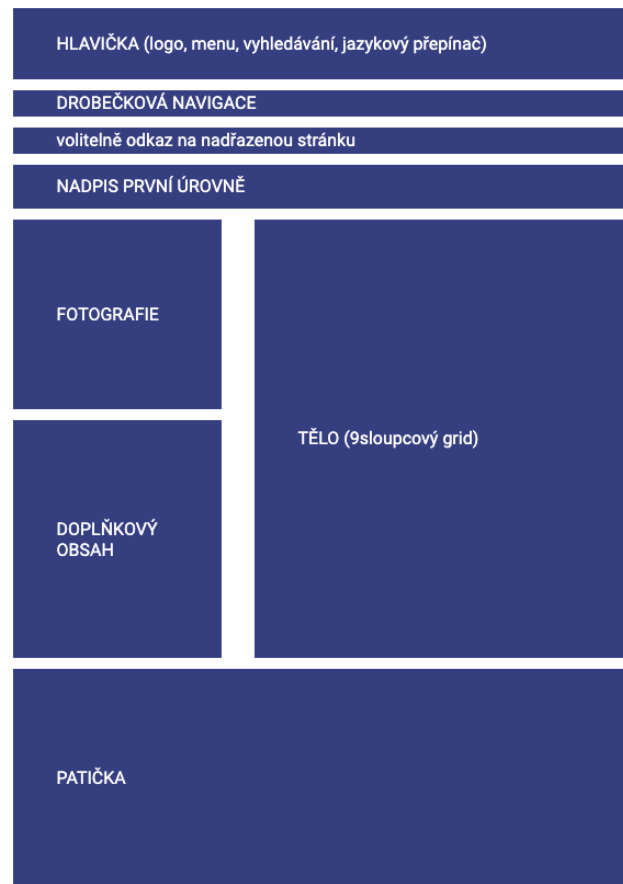 HLAVIČKA (logo, menu, vyhledávání, jazykový přepínač)
DROBEČKOVÁ NAVIGACE
volitelně odkaz na nadřazenou stránku
NADPIS PRVNÍ ÚROVNĚ
FOTOGRAFIE
TĚLO (9sloupcový grid)
DOPLŇKOVÝ
OBSAH
PATIČKA